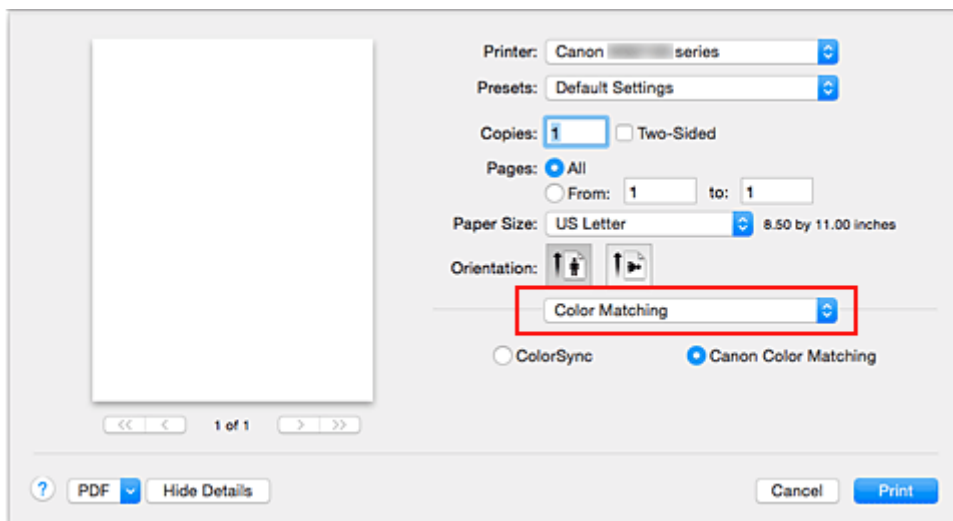 Printer: Canon series
Presets: Default Settings
Copies: 1 Two-Sided
Pages: All
From: 1 to: 1
Paper Size: US Letter 8.50 by 11.00 inches
Orientation:
Color Matching
ColorSync Canon Color Matching
<< < 1 of 1 > >>
? PDF Hide Details Cancel Print